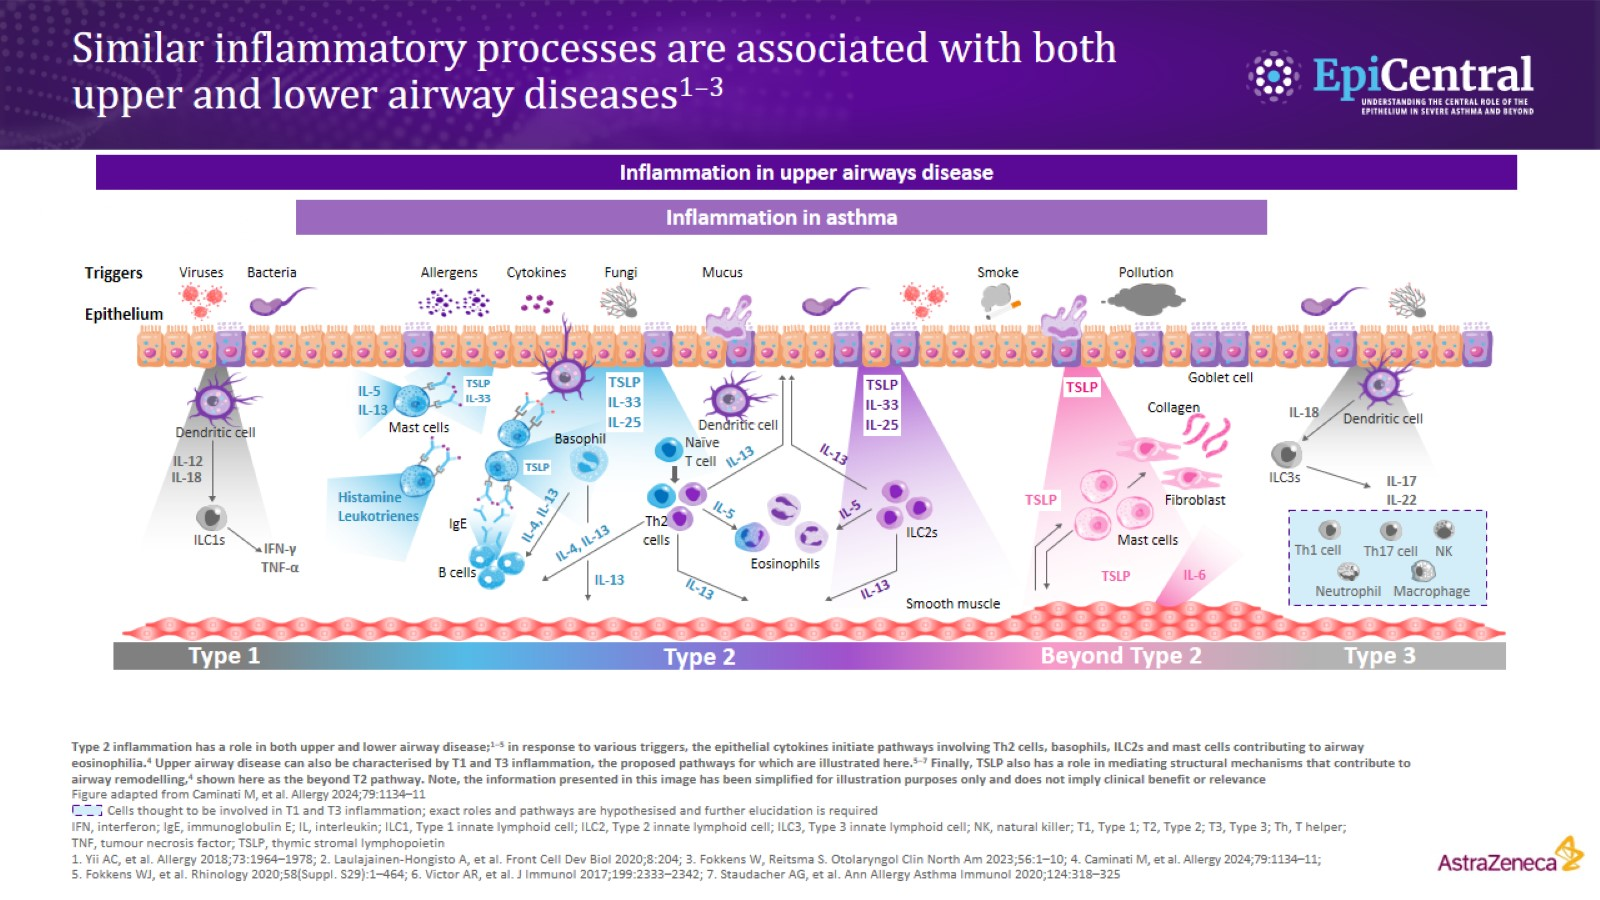 Similar inflammatory processes are associated with both
upper and lower airway diseases¹⁻³
EpiCentral
UNDERSTANDING THE CENTRAL ROLE OF THE
EPITHELIUM IN SEVERE ASTHMA AND BEYOND
Inflammation in upper airways disease
Inflammation in asthma
Triggers
Viruses
Bacteria
Allergens
Cytokines
Fungi
Mucus
Smoke
Pollution
Epithelium
Dendritic cell
IL-12
IL-18
ILC1s
IFN-γ
TNF-α
IL-5
IL-13
TSLP
IL-33
Mast cells
Histamine
Leukotrienes
IgE
B cells
TSLP
Basophil
TSLP
IL-33
IL-25
IL-4, IL-13
IL-4, IL-13
IL-13
Dendritic cell
Naïve
T cell
Th2
cells
IL-13
IL-5
IL-13
Eosinophils
IL-13
IL-5
TSLP
IL-33
IL-25
ILC2s
IL-13
Smooth muscle
TSLP
Goblet cell
Collagen
Fibroblast
TSLP
Mast cells
TSLP
IL-6
IL-18
Dendritic cell
ILC3s
IL-17
IL-22
Th1 cell
Th17 cell
NK
Neutrophil
Macrophage
Type 1
Type 2
Beyond Type 2
Type 3
Type 2 inflammation has a role in both upper and lower airway disease;¹⁻⁵ in response to various triggers, the epithelial cytokines initiate pathways involving Th2 cells, basophils, ILC2s and mast cells contributing to airway
eosinophilia.⁴ Upper airway disease can also be characterised by T1 and T3 inflammation, the proposed pathways for which are illustrated here.⁵⁻⁷ Finally, TSLP also has a role in mediating structural mechanisms that contribute to
airway remodelling,⁴ shown here as the beyond T2 pathway. Note, the information presented in this image has been simplified for illustration purposes only and does not imply clinical benefit or relevance
Figure adapted from Caminati M, et al. Allergy 2024;79:1134–11
Cells thought to be involved in T1 and T3 inflammation; exact roles and pathways are hypothesised and further elucidation is required
IFN, interferon; IgE, immunoglobulin E; IL, interleukin; ILC1, Type 1 innate lymphoid cell; ILC2, Type 2 innate lymphoid cell; ILC3, Type 3 innate lymphoid cell; NK, natural killer; T1, Type 1; T2, Type 2; T3, Type 3; Th, T helper;
TNF, tumour necrosis factor; TSLP, thymic stromal lymphopoietin
1. Yii AC, et al. Allergy 2018;73:1964–1978; 2. Laulajainen-Hongisto A, et al. Front Cell Dev Biol 2020;8:204; 3. Fokkens W, Reitsma S. Otolaryngol Clin North Am 2023;56:1–10; 4. Caminati M, et al. Allergy 2024;79:1134–11;
5. Fokkens WJ, et al. Rhinology 2020;58(Suppl. S29):1–464; 6. Victor AR, et al. J Immunol 2017;199:2333–2342; 7. Staudacher AG, et al. Ann Allergy Asthma Immunol 2020;124:318–325
AstraZeneca